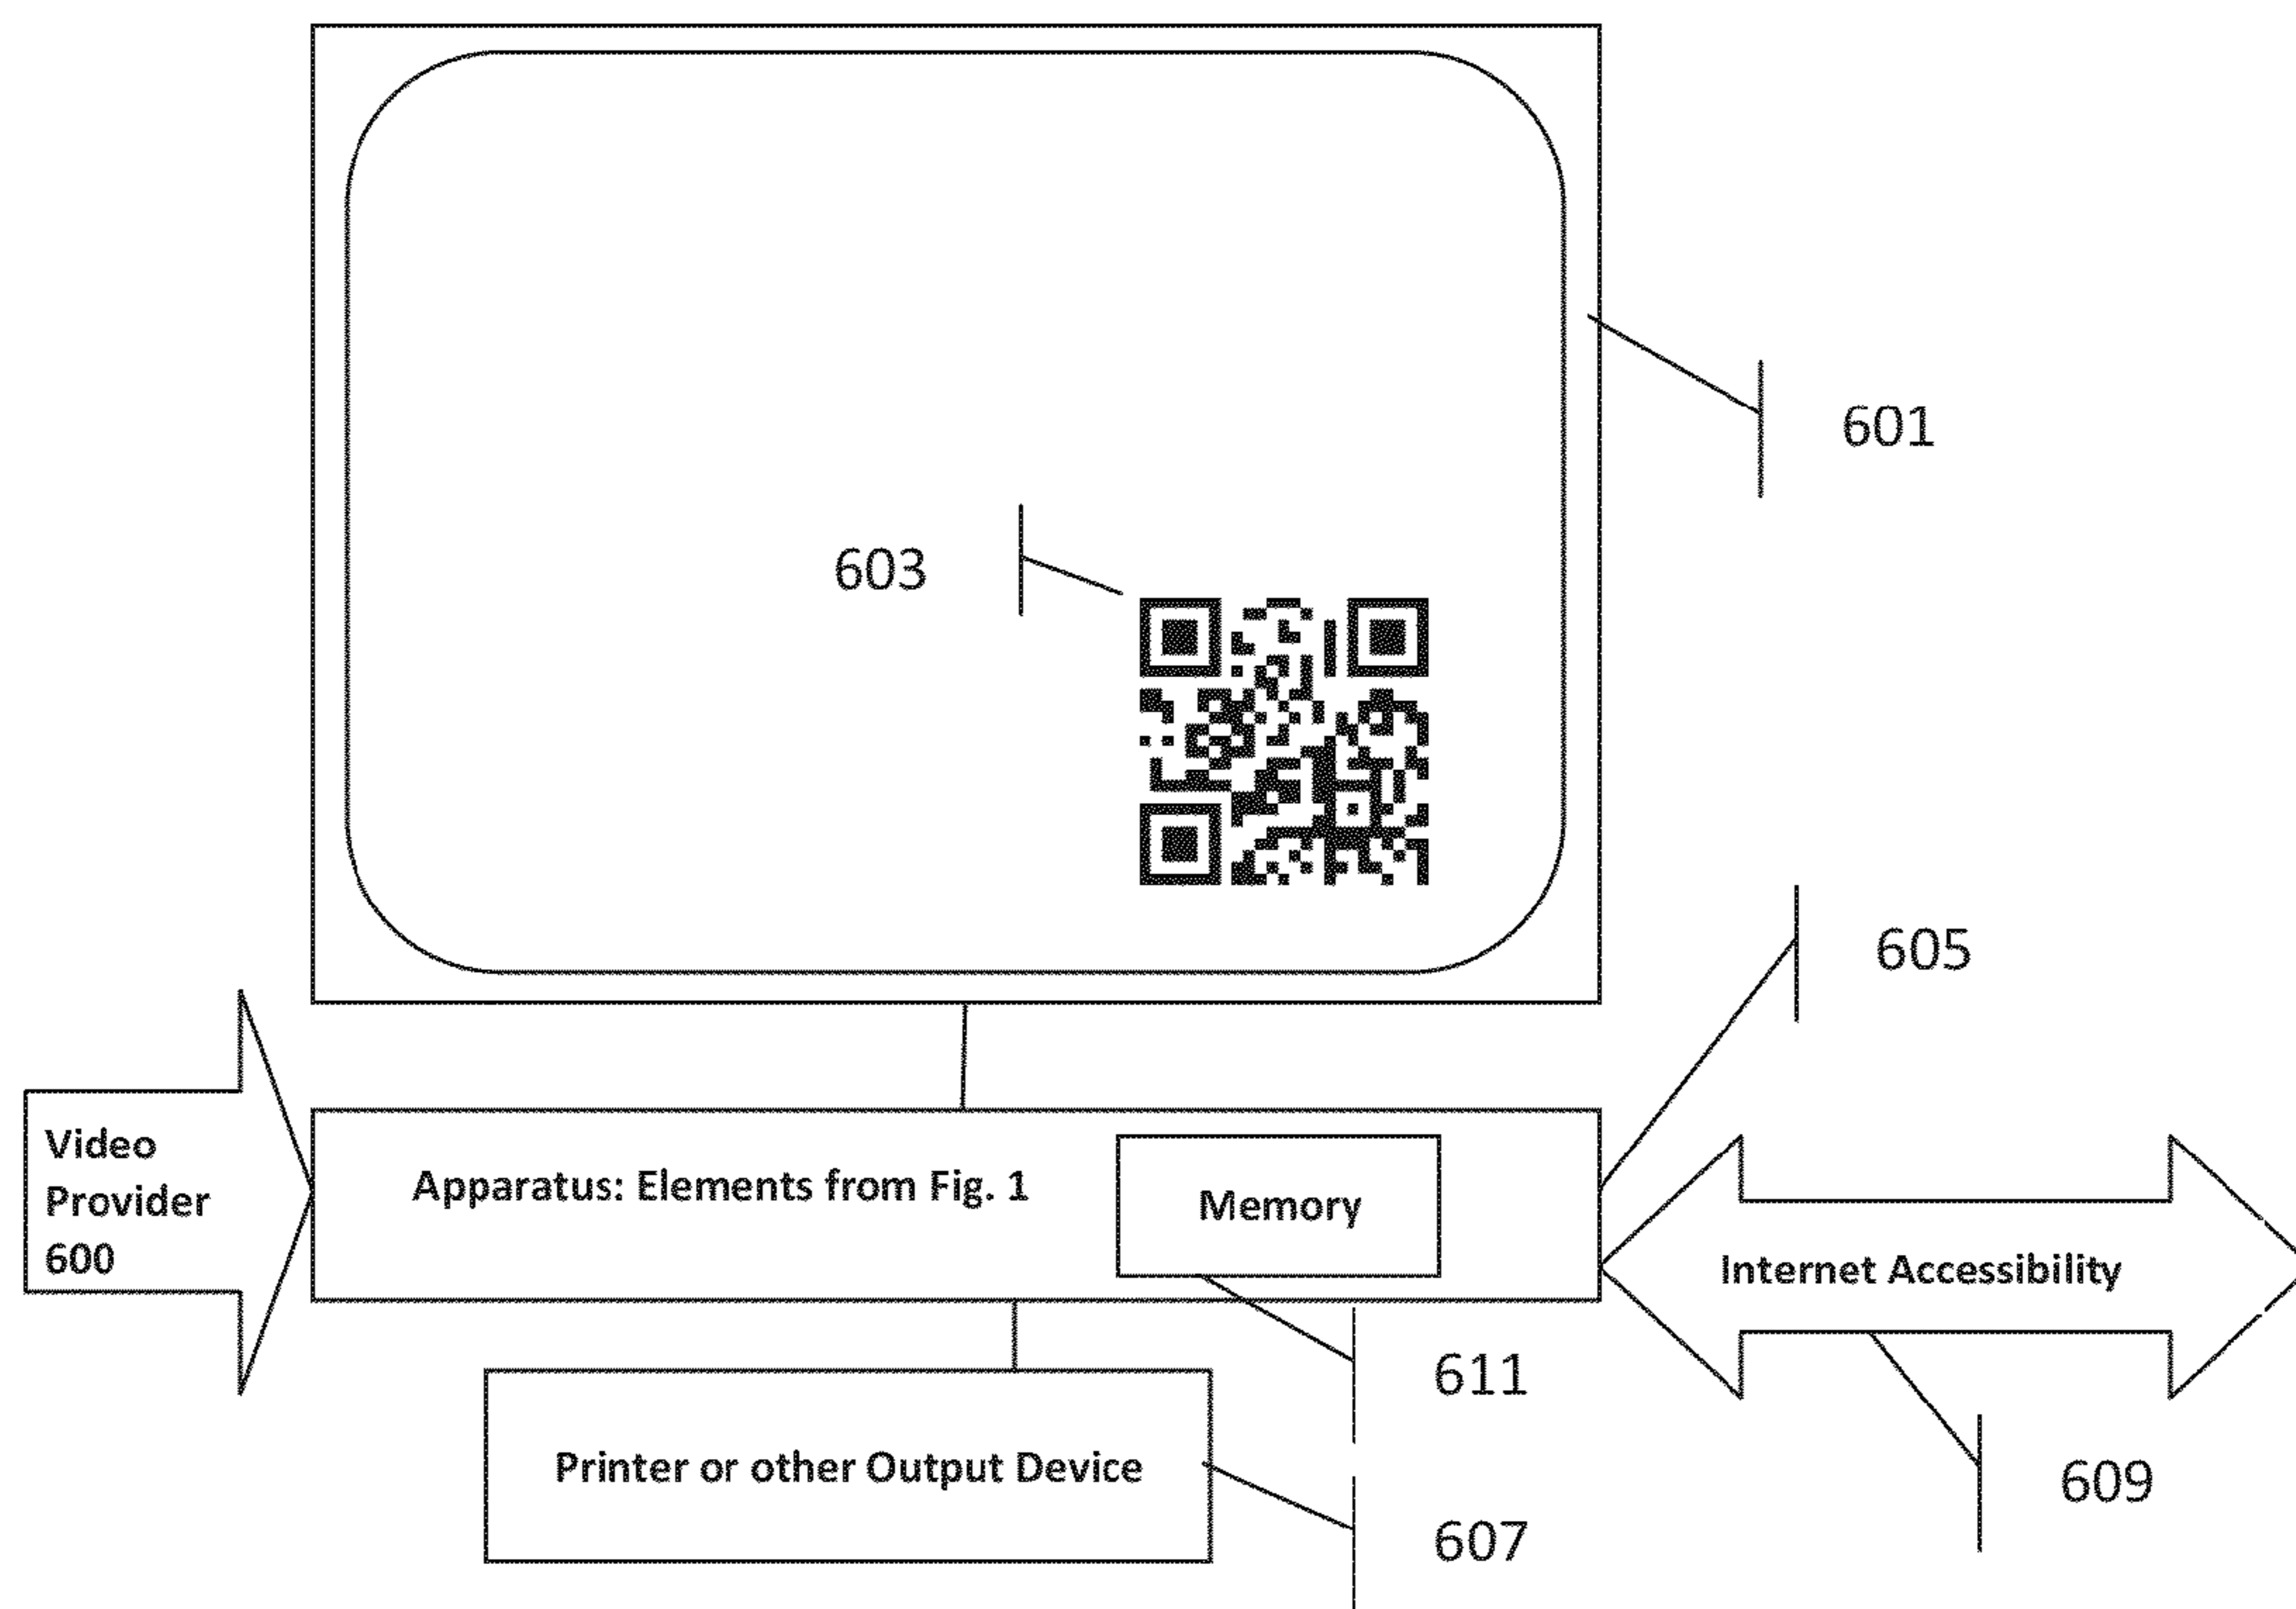 601
603
605
Video
Provider
600
Apparatus: Elements from Fig. 1
Memory
Internet Accessibility
611
Printer or other Output Device
609
607